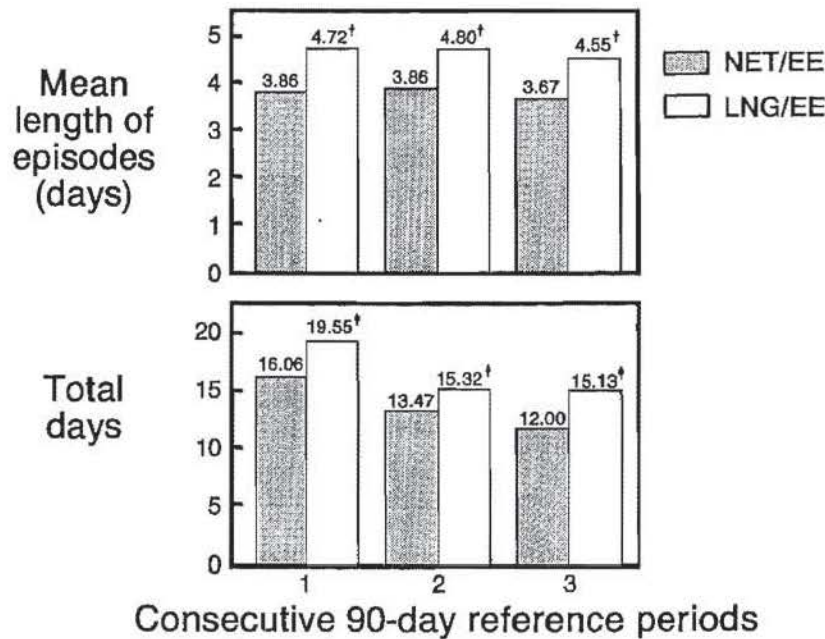 Mean
length of
episodes
(days)
5
4
3
2
1
0
3.86
4.72†
3.86
4.80†
3.67
4.55†
NET/EE
LNG/EE
Total
days
20
15
10
5
0
16.06
19.55‡
13.47
15.32‡
12.00
15.13‡
1
2
3
Consecutive 90-day reference periods